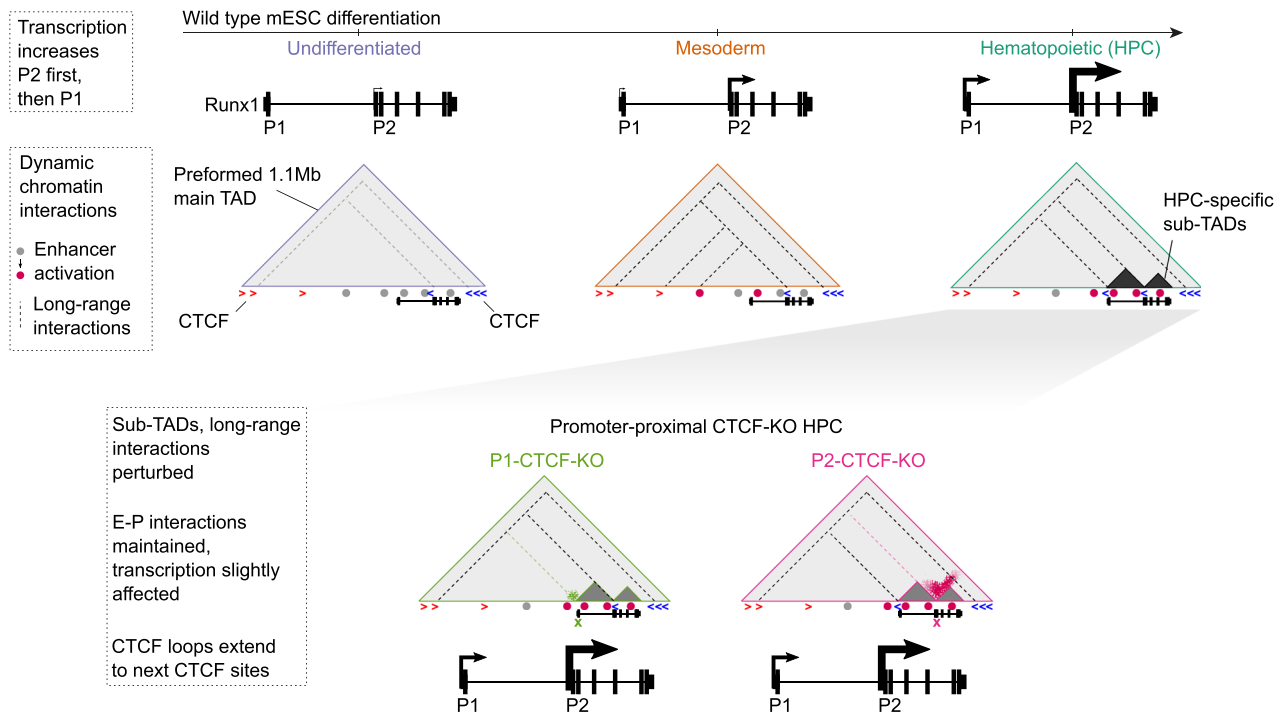 Transcription
increases
P2 first,
then P1
Wild type mESC differentiation
Undifferentiated
Mesoderm
Hematopoietic (HPC)
Runx1
P1
P2
P1
P2
P1
P2
Dynamic
chromatin
interactions
Enhancer
activation
Long-range
interactions
Preformed 1.1Mb
main TAD
HPC-specific
sub-TADs
> >
>
<
<<<
> >
>
<
<<<
> >
>
<
<
<<<
CTCF
CTCF
Sub-TADs, long-range
interactions
perturbed
E-P interactions
maintained,
transcription slightly
affected
CTCF loops extend
to next CTCF sites
Promoter-proximal CTCF-KO HPC
P1-CTCF-KO
P2-CTCF-KO
> >
>
<
<<<
x
> >
>
<
<<<
x
P1
P2
P1
P2